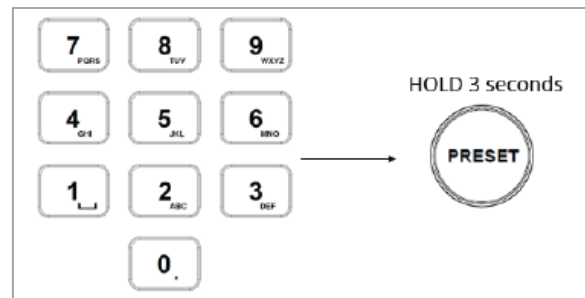 7 PQRS 8 TUV 9 WXYZ
HOLD 3 seconds
4 GHI 5 JKL 6 MNO
PRESET
1 2 ABC 3 DEF
0 .